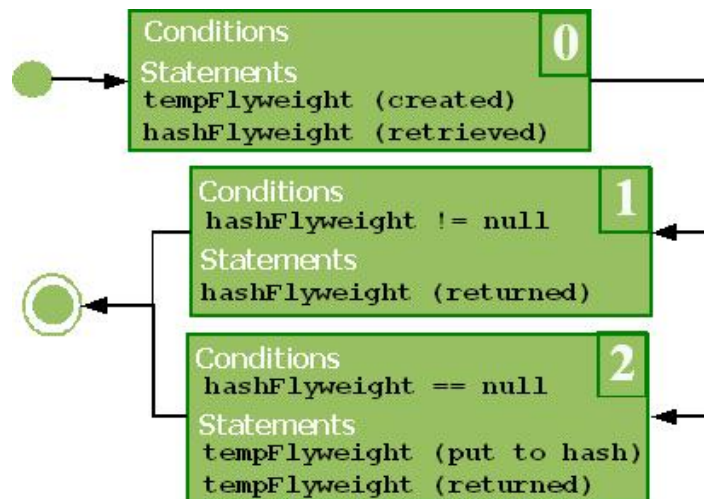 Conditions
0
Statements
tempFlyweight (created)
hashFlyweight (retrieved)
Conditions
1
hashFlyweight != null
Statements
hashFlyweight (returned)
Conditions
2
hashFlyweight == null
Statements
tempFlyweight (put to hash)
tempFlyweight (returned)